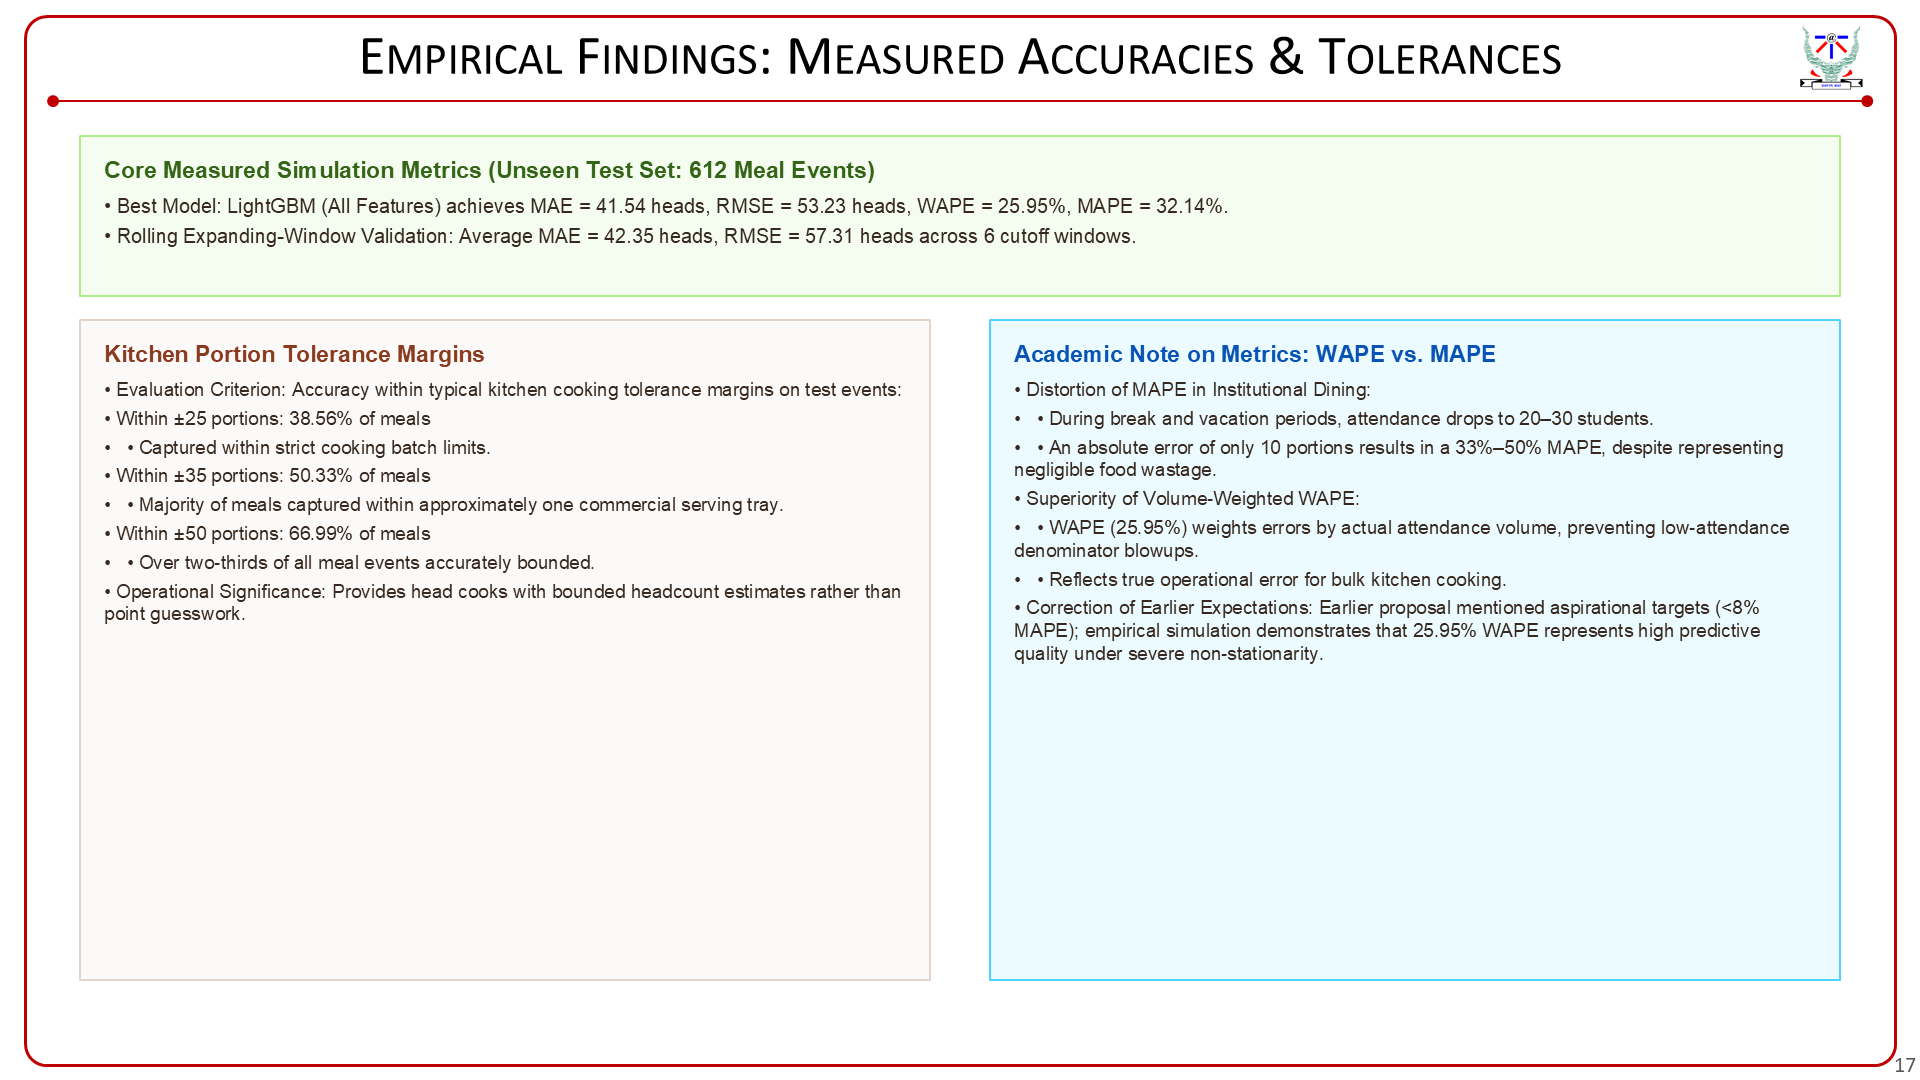 EMPIRICAL FINDINGS: MEASURED ACCURACIES & TOLERANCES
@
Core Measured Simulation Metrics (Unseen Test Set: 612 Meal Events)
• Best Model: LightGBM (All Features) achieves MAE = 41.54 heads, RMSE = 53.23 heads, WAPE = 25.95%, MAPE = 32.14%.
• Rolling Expanding-Window Validation: Average MAE = 42.35 heads, RMSE = 57.31 heads across 6 cutoff windows.
Kitchen Portion Tolerance Margins
• Evaluation Criterion: Accuracy within typical kitchen cooking tolerance margins on test events:
• Within ±25 portions: 38.56% of meals
• • Captured within strict cooking batch limits.
• Within ±35 portions: 50.33% of meals
• • Majority of meals captured within approximately one commercial serving tray.
• Within ±50 portions: 66.99% of meals
• • Over two-thirds of all meal events accurately bounded.
• Operational Significance: Provides head cooks with bounded headcount estimates rather than
point guesswork.
Academic Note on Metrics: WAPE vs. MAPE
• Distortion of MAPE in Institutional Dining:
• • During break and vacation periods, attendance drops to 20–30 students.
• • An absolute error of only 10 portions results in a 33%–50% MAPE, despite representing
negligible food wastage.
• Superiority of Volume-Weighted WAPE:
• • WAPE (25.95%) weights errors by actual attendance volume, preventing low-attendance
denominator blowups.
• • Reflects true operational error for bulk kitchen cooking.
• Correction of Earlier Expectations: Earlier proposal mentioned aspirational targets (<8%
MAPE); empirical simulation demonstrates that 25.95% WAPE represents high predictive
quality under severe non-stationarity.
17